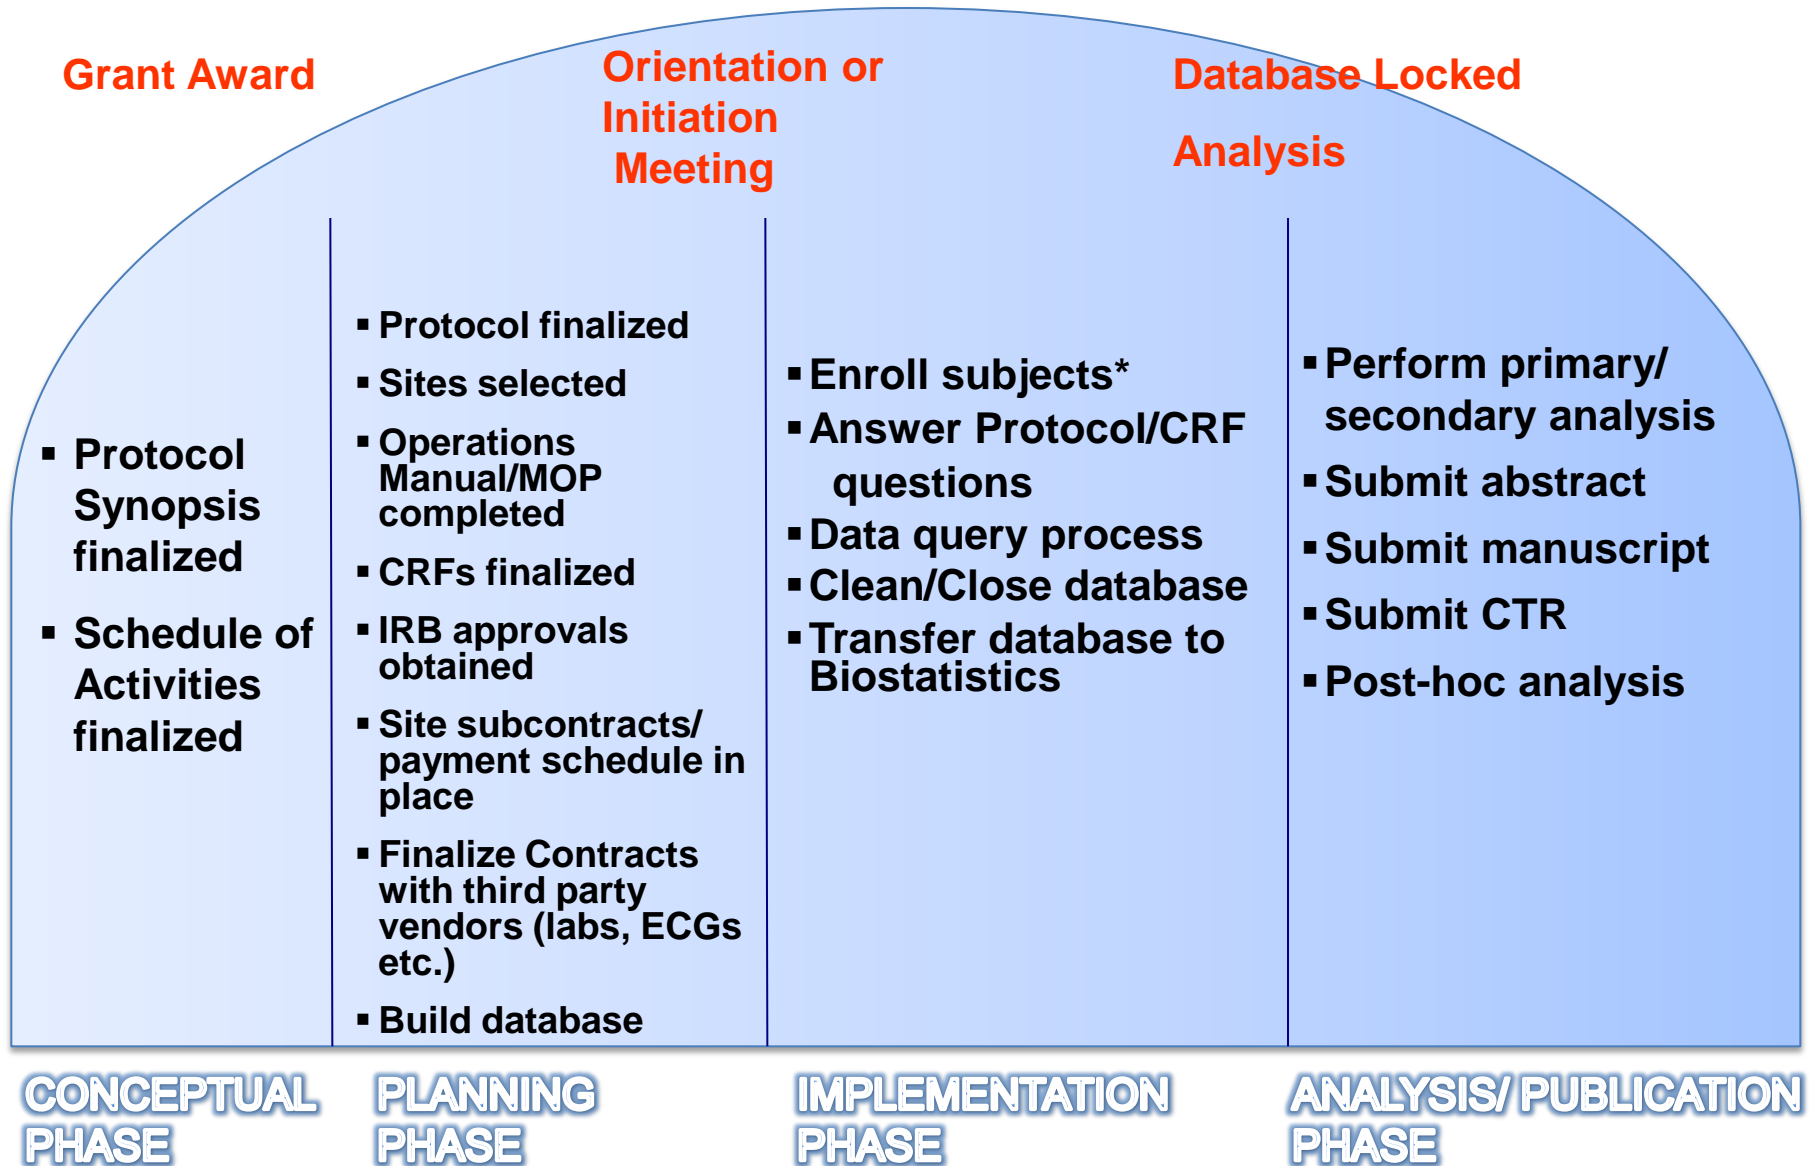 Grant Award
Orientation or
Initiation
Meeting
Database Locked
Analysis
▪ Protocol
Synopsis
finalized
▪ Schedule of
Activities
finalized
▪ Protocol finalized
▪ Sites selected
▪ Operations
Manual/MOP
completed
▪ CRFs finalized
▪ IRB approvals
obtained
▪ Site subcontracts/
payment schedule in
place
▪ Finalize Contracts
with third party
vendors (labs, ECGs
etc.)
▪ Build database
▪ Enroll subjects*
▪ Answer Protocol/CRF
questions
▪ Data query process
▪ Clean/Close database
▪ Transfer database to
Biostatistics
▪ Perform primary/
secondary analysis
▪ Submit abstract
▪ Submit manuscript
▪ Submit CTR
▪ Post-hoc analysis
CONCEPTUAL
PHASE
PLANNING
PHASE
IMPLEMENTATION
PHASE
ANALYSIS/ PUBLICATION
PHASE